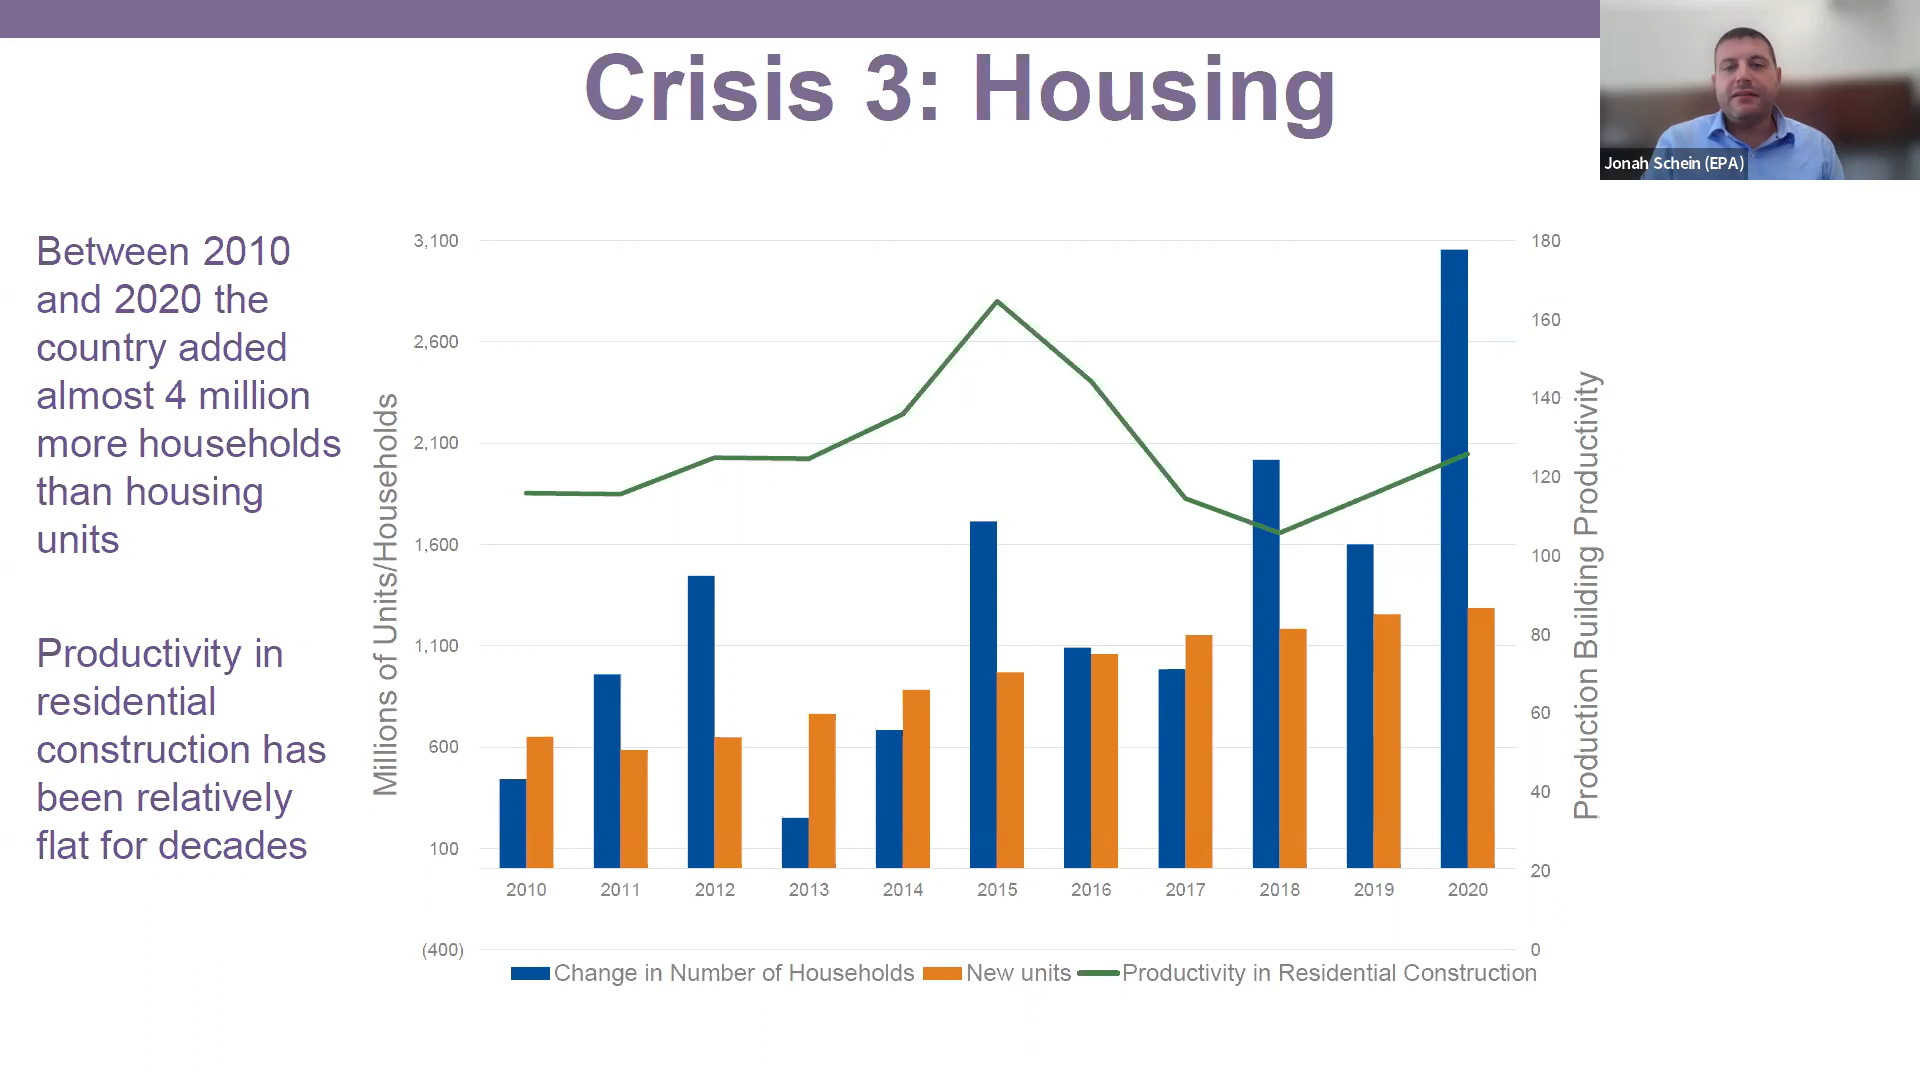 Crisis 3: Housing
Jonah Schein (EPA)
Between 2010
and 2020 the
country added
almost 4 million
more households
than housing
units
Productivity in
residential
construction has
been relatively
flat for decades
Millions of Units/Households
3,100
2,600
2,100
1,600
1,100
600
100
(400)
2010 2011 2012 2013 2014 2015 2016 2017 2018 2019 2020
180
160
140
120
100
80
60
40
20
0
Production Building Productivity
Change in Number of Households New units Productivity in Residential Construction